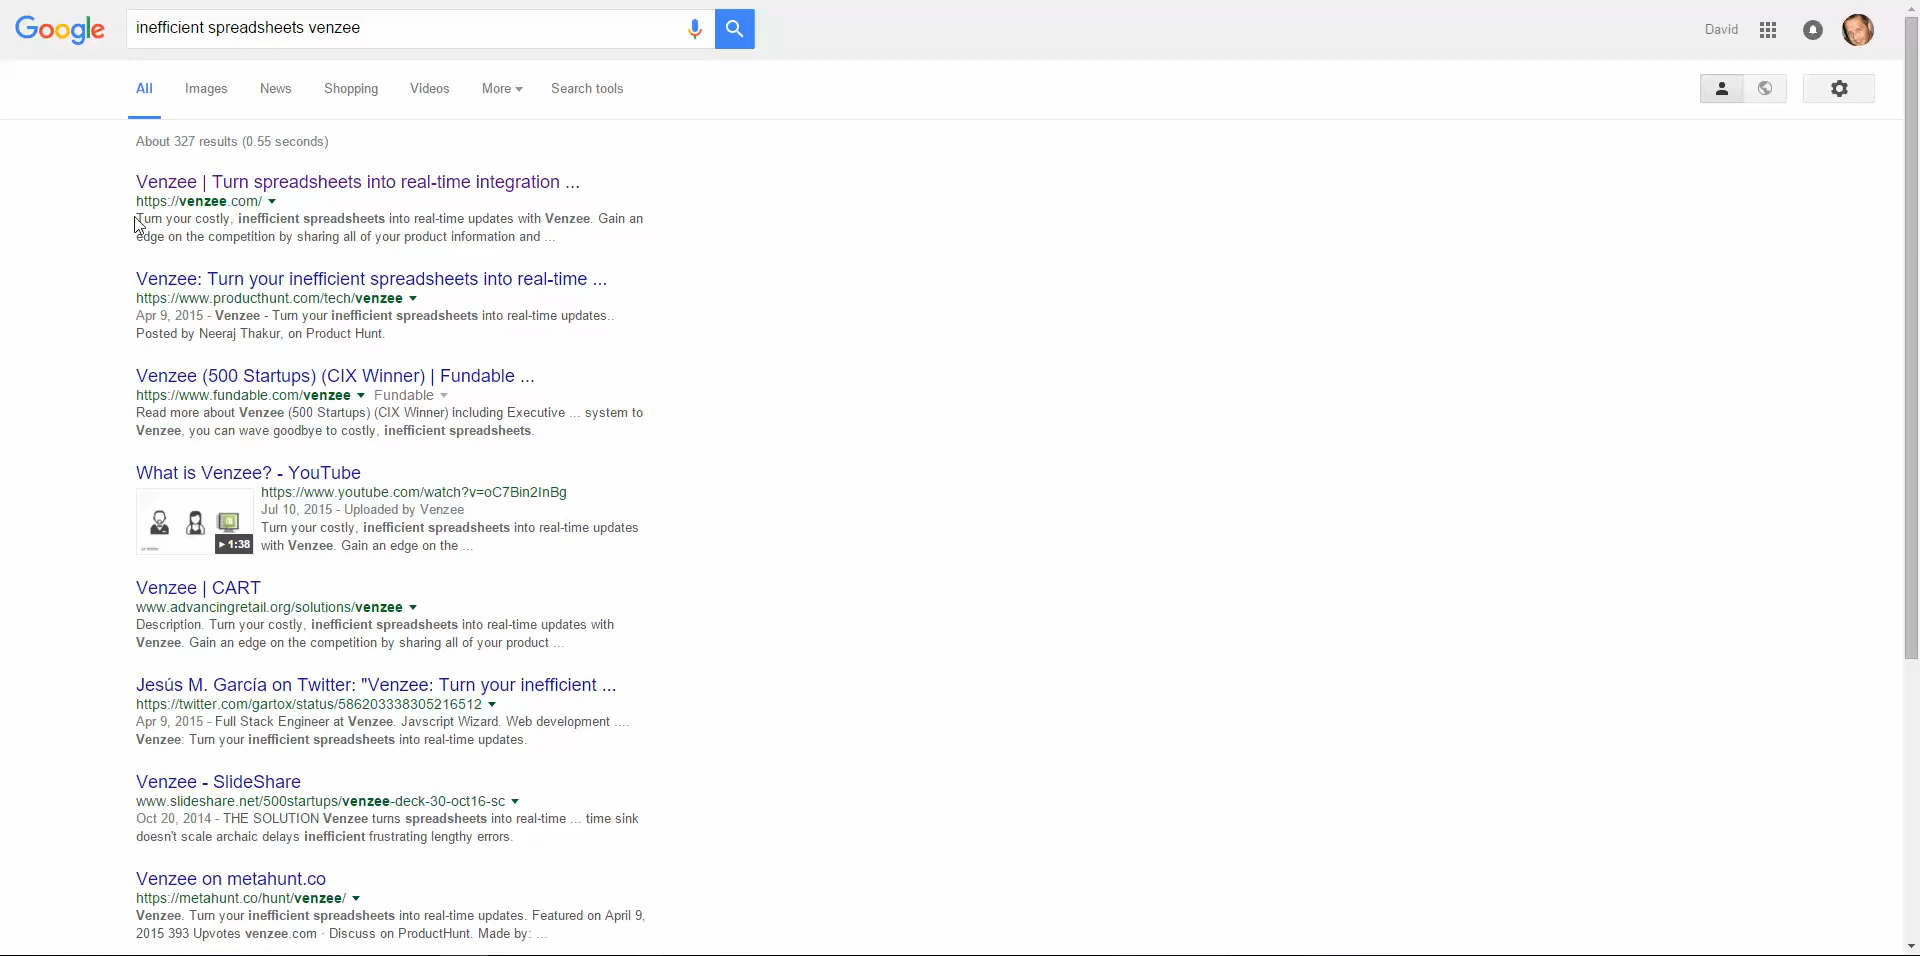 Google
inefficient spreadsheets venzee
David
All Images News Shopping Videos More Search tools
About 327 results (0.55 seconds)
Venzee | Turn spreadsheets into real-time integration ...
https://venzee.com/
Turn your costly, inefficient spreadsheets into real-time updates with Venzee. Gain an
edge on the competition by sharing all of your product information and ...
Venzee: Turn your inefficient spreadsheets into real-time ...
https://www.producthunt.com/tech/venzee
Apr 9, 2015 - Venzee - Turn your inefficient spreadsheets into real-time updates..
Posted by Neeraj Thakur, on Product Hunt.
Venzee (500 Startups) (CIX Winner) | Fundable ...
https://www.fundable.com/venzee Fundable
Read more about Venzee (500 Startups) (CIX Winner) including Executive ... system to
Venzee, you can wave goodbye to costly, inefficient spreadsheets.
What is Venzee? - YouTube
https://www.youtube.com/watch?v=oC7Bin2InBg
Jul 10, 2015 - Uploaded by Venzee
Turn your costly, inefficient spreadsheets into real-time updates
1:38
with Venzee. Gain an edge on the ...
Venzee | CART
www.advancingretail.org/solutions/venzee
Description. Turn your costly, inefficient spreadsheets into real-time updates with
Venzee. Gain an edge on the competition by sharing all of your product ...
Jesús M. García on Twitter: "Venzee: Turn your inefficient ...
https://twitter.com/gartox/status/586203338305216512
Apr 9, 2015 - Full Stack Engineer at Venzee. Javscript Wizard. Web development ....
Venzee: Turn your inefficient spreadsheets into real-time updates.
Venzee - SlideShare
www.slideshare.net/500startups/venzee-deck-30-oct16-sc
Oct 20, 2014 - THE SOLUTION Venzee turns spreadsheets into real-time ... time sink
doesn't scale archaic delays inefficient frustrating lengthy errors.
Venzee on metahunt.co
https://metahunt.co/hunt/venzee/
Venzee. Turn your inefficient spreadsheets into real-time updates. Featured on April 9,
2015 393 Upvotes venzee.com · Discuss on ProductHunt. Made by: ...